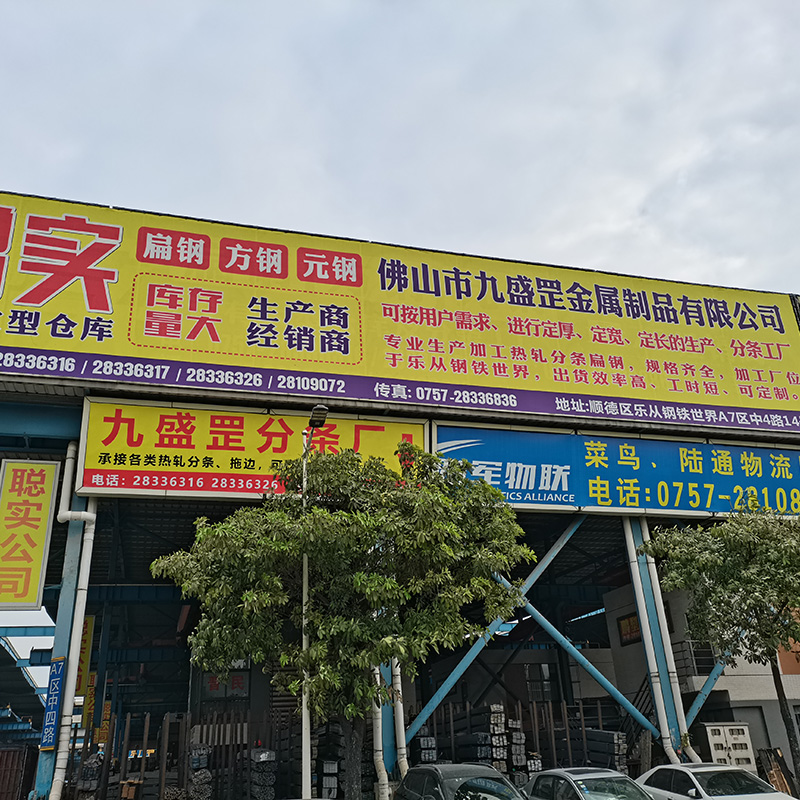 聪实
扁钢 方钢 元钢
型仓库
库存
量大
生产商
经销商
28336316 / 28336317 / 28336326 / 28109072
佛山市九盛罡金属制品有限公司
可按用户需求、进行定厚、定宽、定长的生产、分条工厂
专业生产加工热轧分条扁钢，规格齐全，加工厂位
于乐从钢铁世界，出货效率高、工时短、可定制。
传真: 0757-28336836
地址:顺德区乐从钢铁世界A7区中4路14
九盛罡分条厂
承接各类热轧分条、拖边，可
电话: 28336316 28336326
军物联
TICS ALLIANCE
菜鸟、陆通物流
电话:0757-28108
聪实公司
A7区中四路